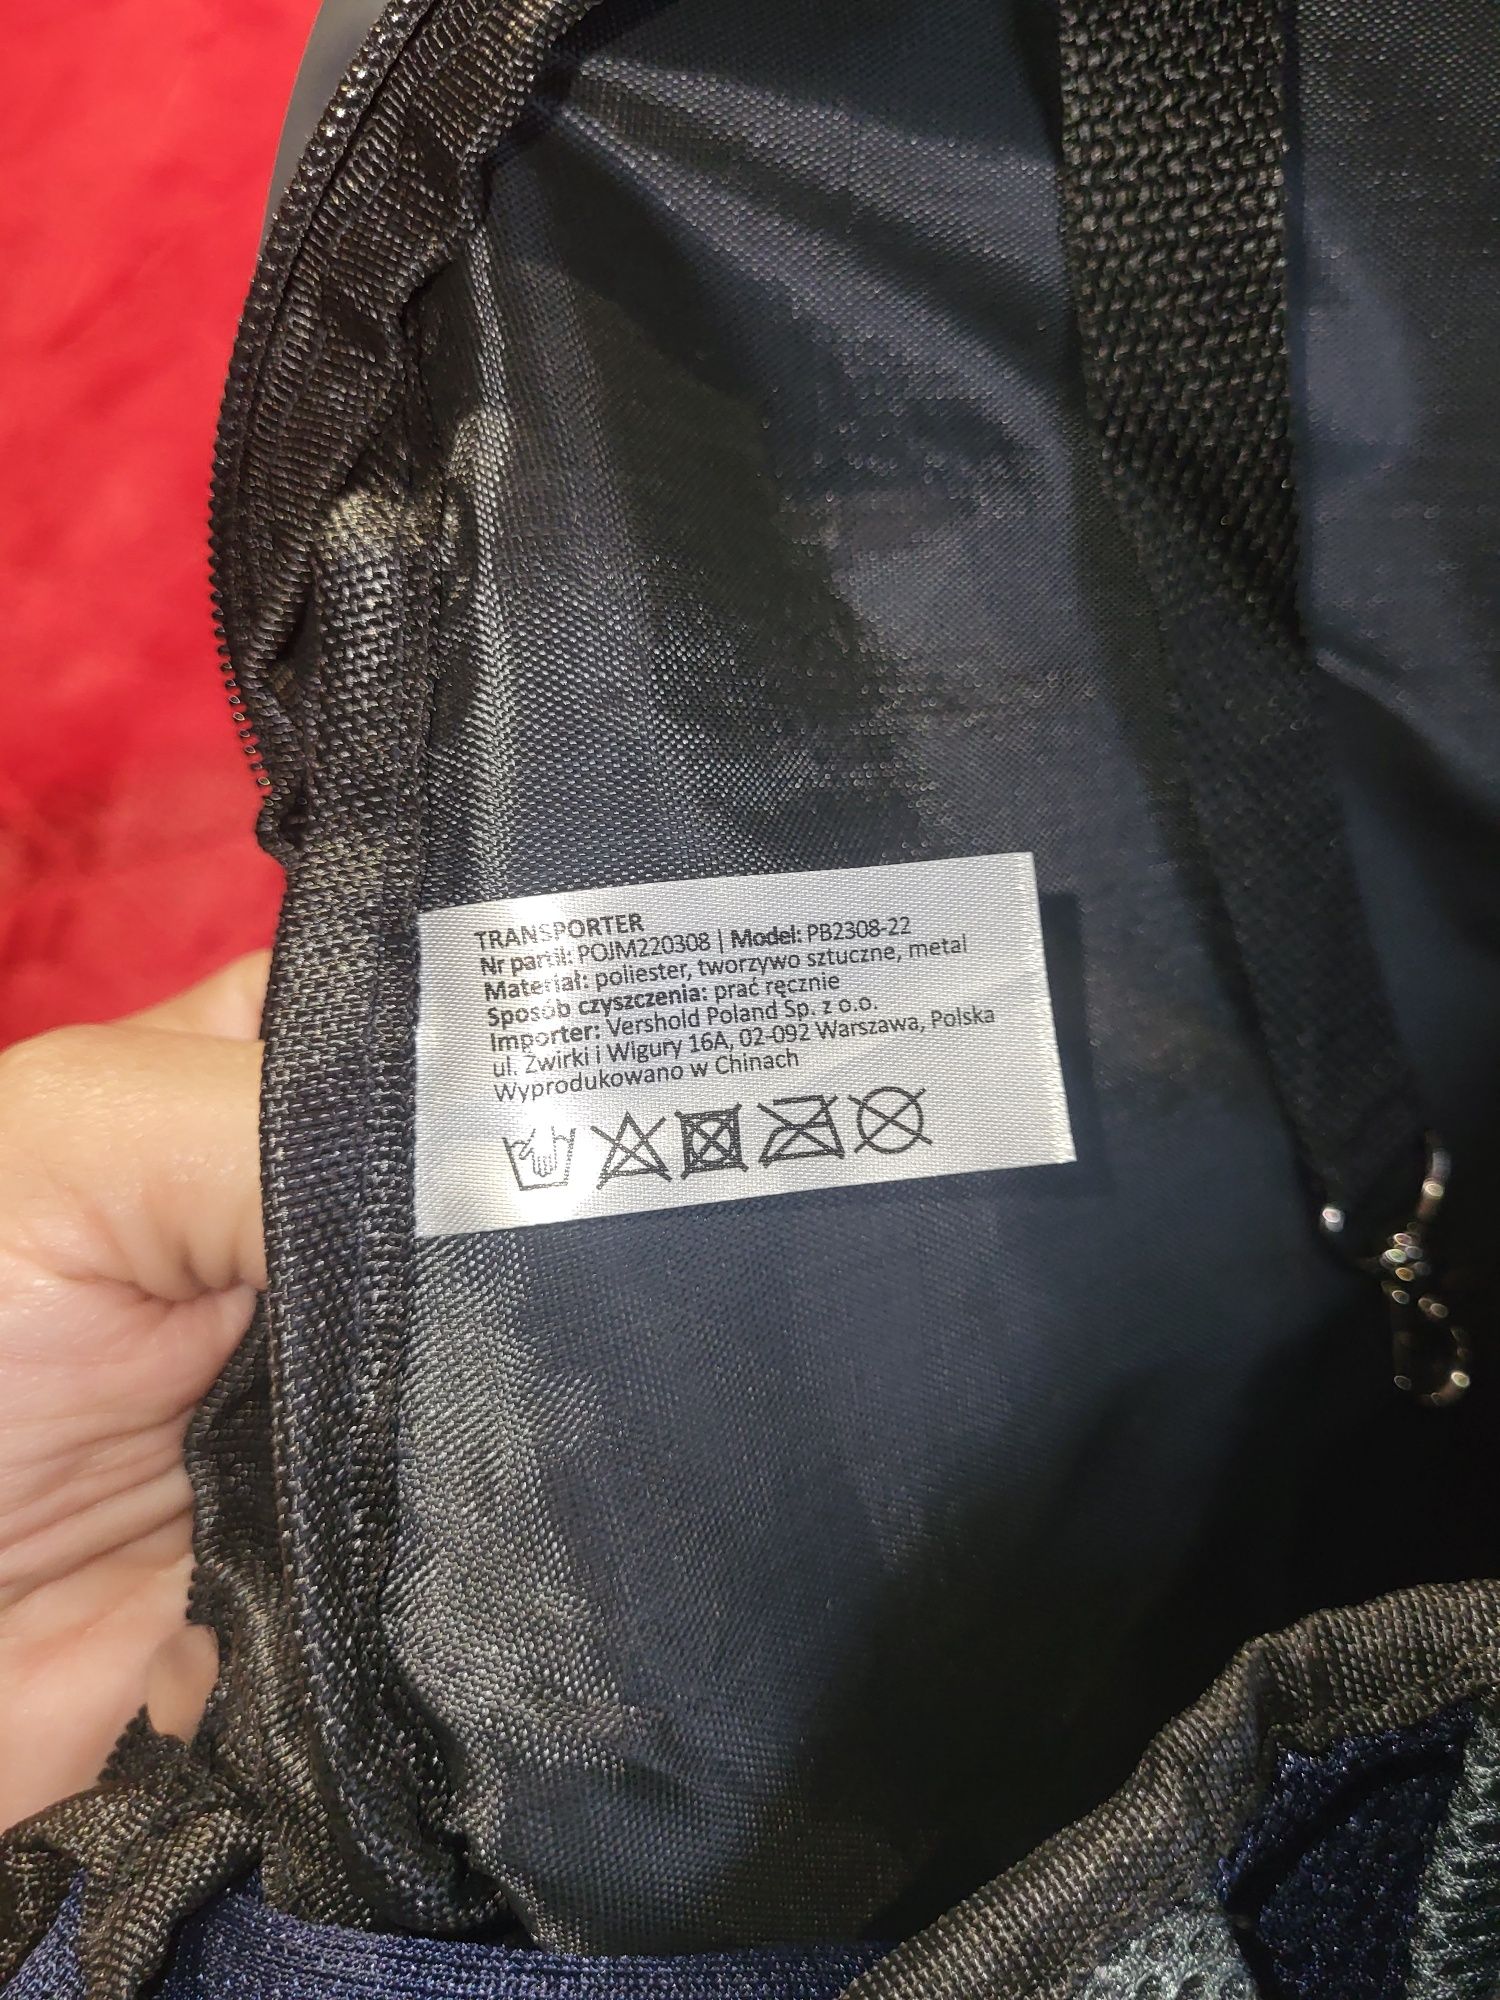 TRANSPORTER
Nr partii: POJM220308 | Model: PB2308-22
Materiał: poliester, tworzywo sztuczne, metal
Sposób czyszczenia: prać ręcznie
Importer: Vershold Poland Sp. z o.o.
ul. Żwirki i Wigury 16A, 02-092 Warszawa, Polska
Wyprodukowano w Chinach